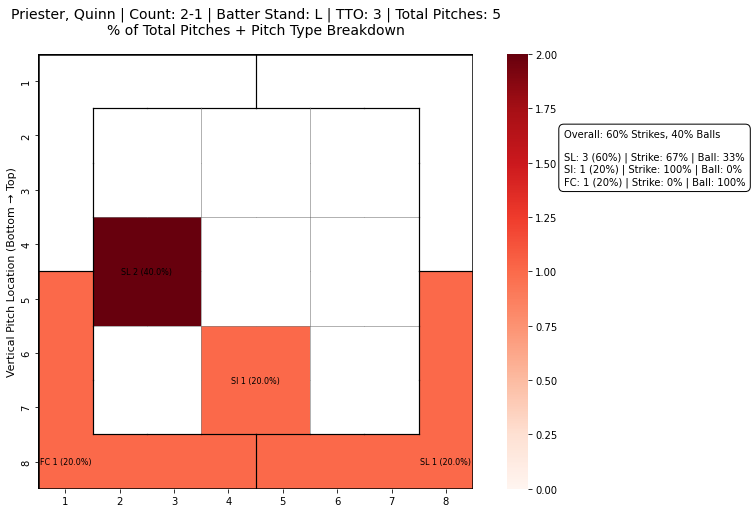 Priester, Quinn | Count: 2-1 | Batter Stand: L | TTO: 3 | Total Pitches: 5
% of Total Pitches + Pitch Type Breakdown
Vertical Pitch Location (Bottom → Top)
1
2
3
4
5
6
7
8
SL 2 (40.0%)
SI 1 (20.0%)
FC 1 (20.0%)
SL 1 (20.0%)
1 2 3 4 5 6 7 8
2.00
1.75
1.50
1.25
1.00
0.75
0.50
0.25
0.00
Overall: 60% Strikes, 40% Balls
SL: 3 (60%) | Strike: 67% | Ball: 33%
SI: 1 (20%) | Strike: 100% | Ball: 0%
FC: 1 (20%) | Strike: 0% | Ball: 100%